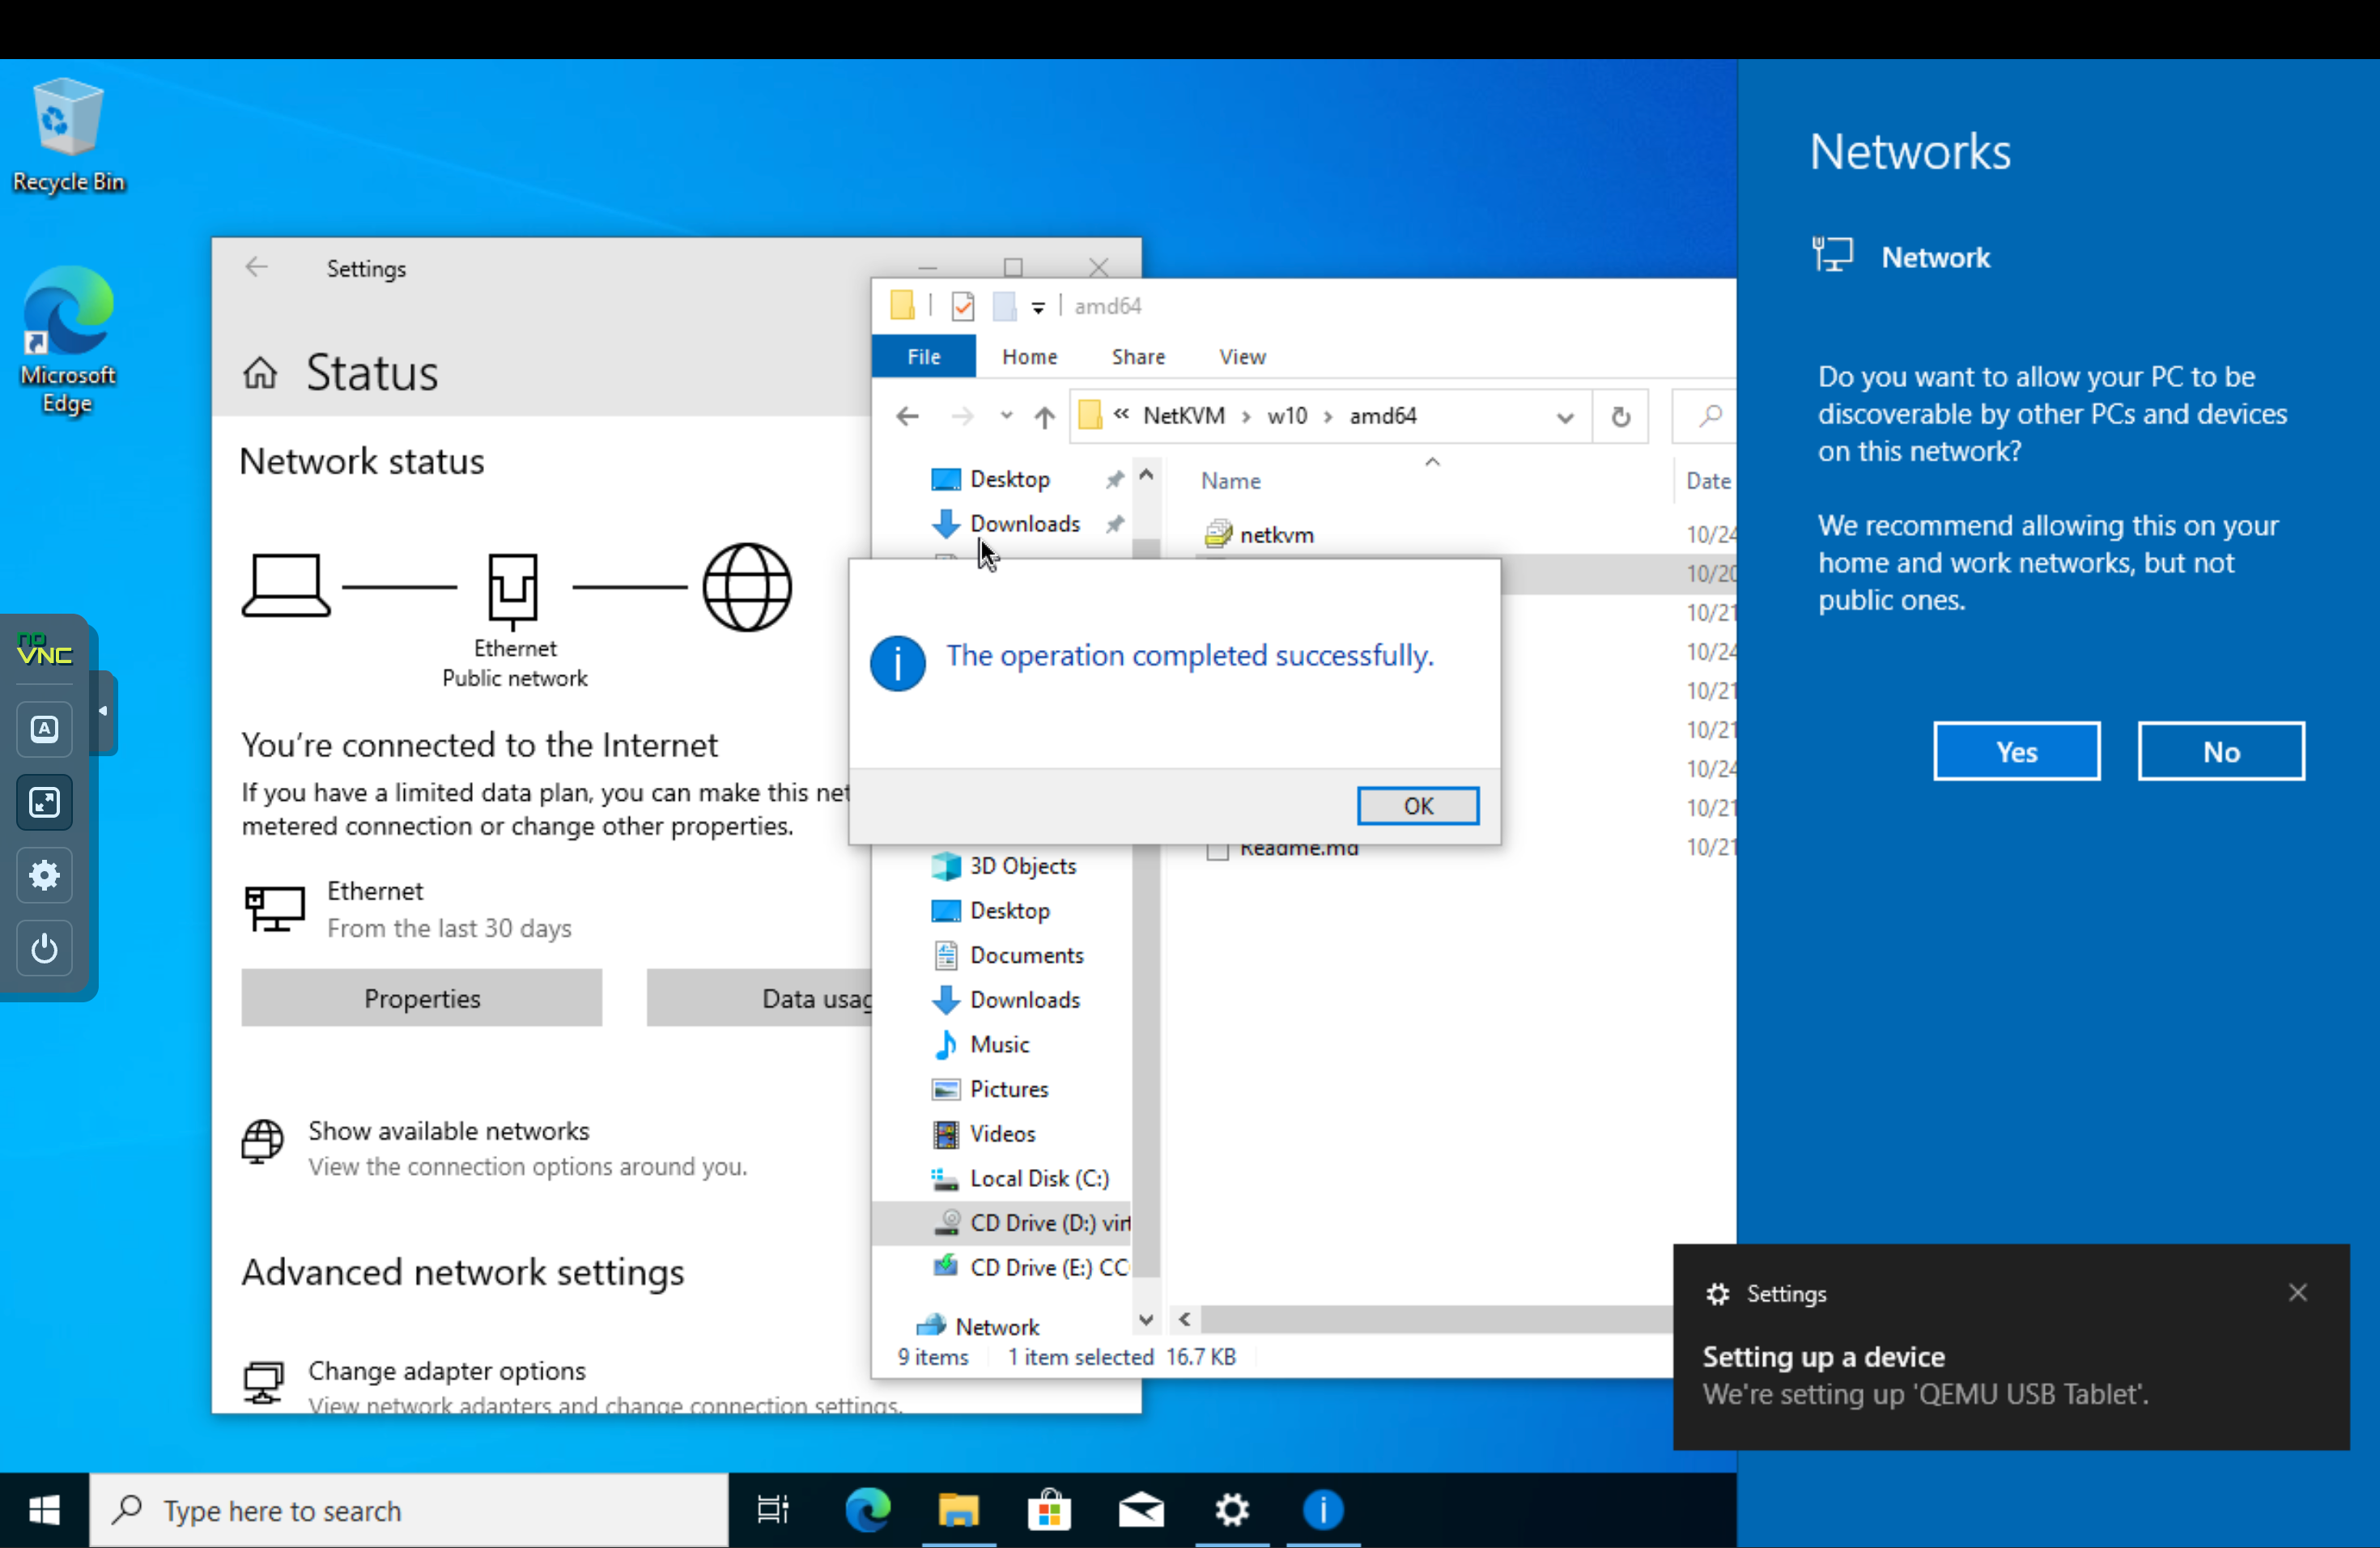 Recycle Bin
Microsoft
Edge
no
VNC
A
Settings
Status
Network status
Ethernet
Public network
You're connected to the Internet
If you have a limited data plan, you can make this net
metered connection or change other properties.
Ethernet
From the last 30 days
Properties
Data usag
Show available networks
View the connection options around you.
Advanced network settings
Change adapter options
View network adapters and change connection settings.
amd64
File
Home
Share
View
« NetKVM › w10 › amd64
Desktop
Downloads
3D Objects
Desktop
Documents
Downloads
Music
Pictures
Videos
Local Disk (C:)
CD Drive (D:) virt
CD Drive (E:) CC
Network
Name
Date
netkvm
10/24
10/20
10/21
10/24
10/21
10/21
10/24
10/21
Readme.md
10/21
9 items
1 item selected 16.7 KB
The operation completed successfully.
OK
Networks
Network
Do you want to allow your PC to be
discoverable by other PCs and devices
on this network?
We recommend allowing this on your
home and work networks, but not
public ones.
Yes
No
Settings
Setting up a device
We're setting up 'QEMU USB Tablet'.
Type here to search